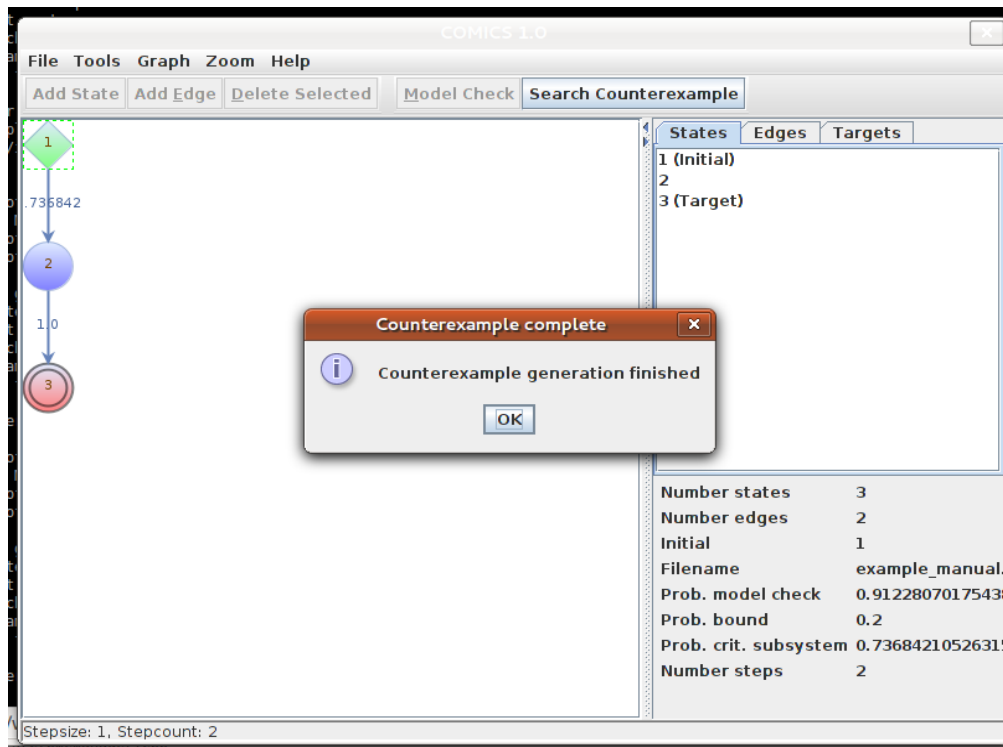 COMICS 1.0
File Tools Graph Zoom Help
Add State Add Edge Delete Selected Model Check Search Counterexample
1
.736842
2
1.0
3
States Edges Targets
1 (Initial)
2
3 (Target)
Counterexample complete
i Counterexample generation finished
OK
Number states 3
Number edges 2
Initial 1
Filename example_manual.
Prob. model check 0.9122807017543
Prob. bound 0.2
Prob. crit. subsystem 0.73684210526315
Number steps 2
Stepsize: 1, Stepcount: 2